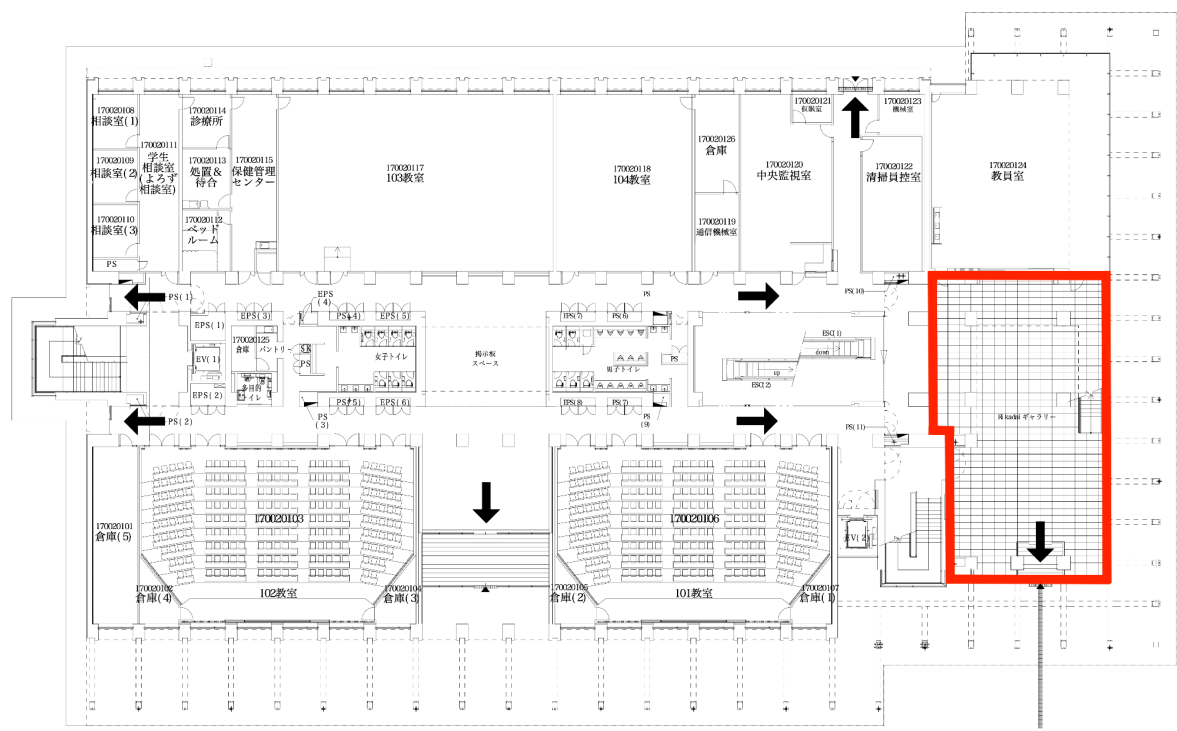 170020108
相談室(1)
170020109
相談室(2)
170020110
相談室(3)
PS
170020111
学生
相談室
(よろず
相談室)
170020114
診療所
170020113
処置&
待合
170020112
ベッド
ルーム
170020115
保健管理
センター
170020117
103教室
170020118
104教室
170020126
倉庫
170020119
通信機械室
170020121
仮眠室
170020120
中央監視室
170020123
機械室
170020122
清掃員控室
170020124
教員室
PS(1)
EPS(1)
EV(1)
EPS(2)
PS(2)
EPS(3)
170020125
倉庫
パントリ
多目的
トイレ
EPS
(4)
SK
PS
PS
(3)
PS(4)
EPS(5)
女子トイレ
PS(5)
EPS(6)
掲示板
スペース
EPS(7)
PS(6)
PS
PS
男子トイレ
EPS(8)
PS(7)
PS
(9)
ESC(1)
down
up
ESC(2)
PS(10)
PS(11)
Rikadai ギャラリー
EV(2)
170020101
倉庫(5)
170020102
倉庫(4)
170020103
102教室
170020104
倉庫(3)
170020105
倉庫(2)
170020106
101教室
170020107
倉庫(1)